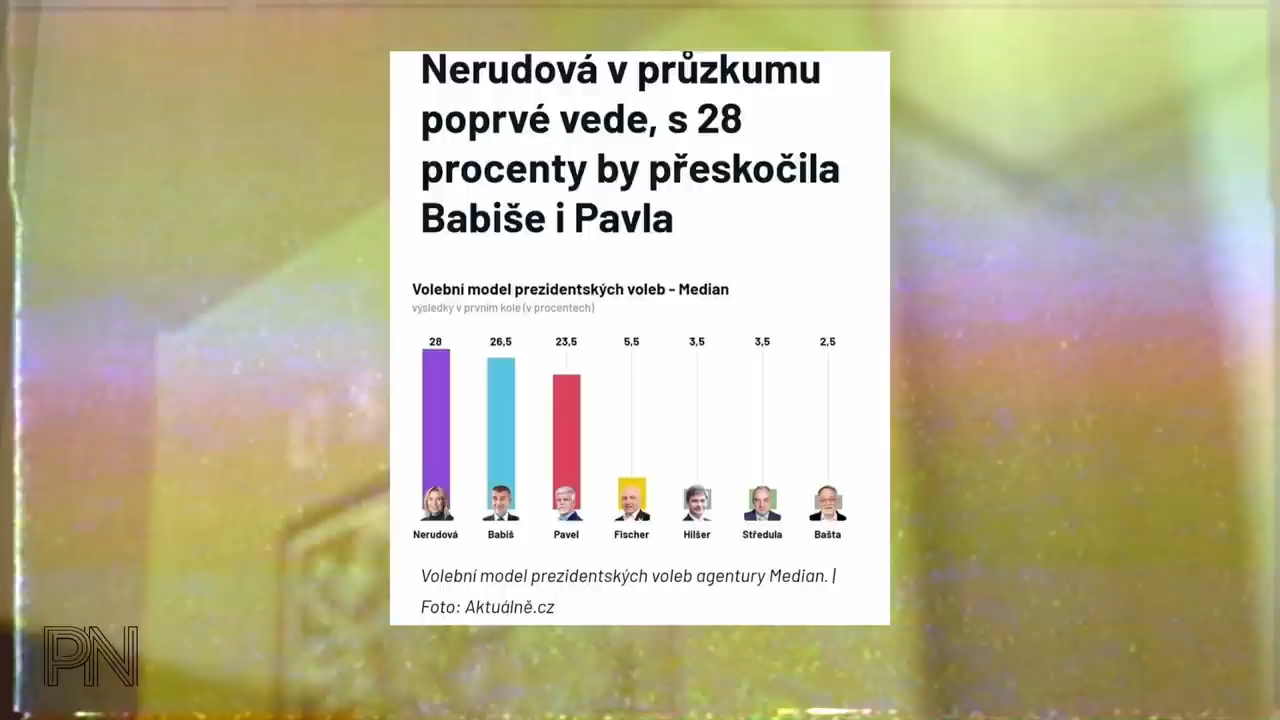 Nerudová v průzkumu
poprvé vede, s 28
procenty by přeskočila
Babiše i Pavla
Volební model prezidentských voleb - Median
výsledky v prvním kole (v procentech)
28 26,5 23,5 5,5 3,5 3,5 2,5
Nerudová Babiš Pavel Fischer Hilšer Středula Bašta
Volební model prezidentských voleb agentury Median. |
Foto: Aktuálně.cz
PN